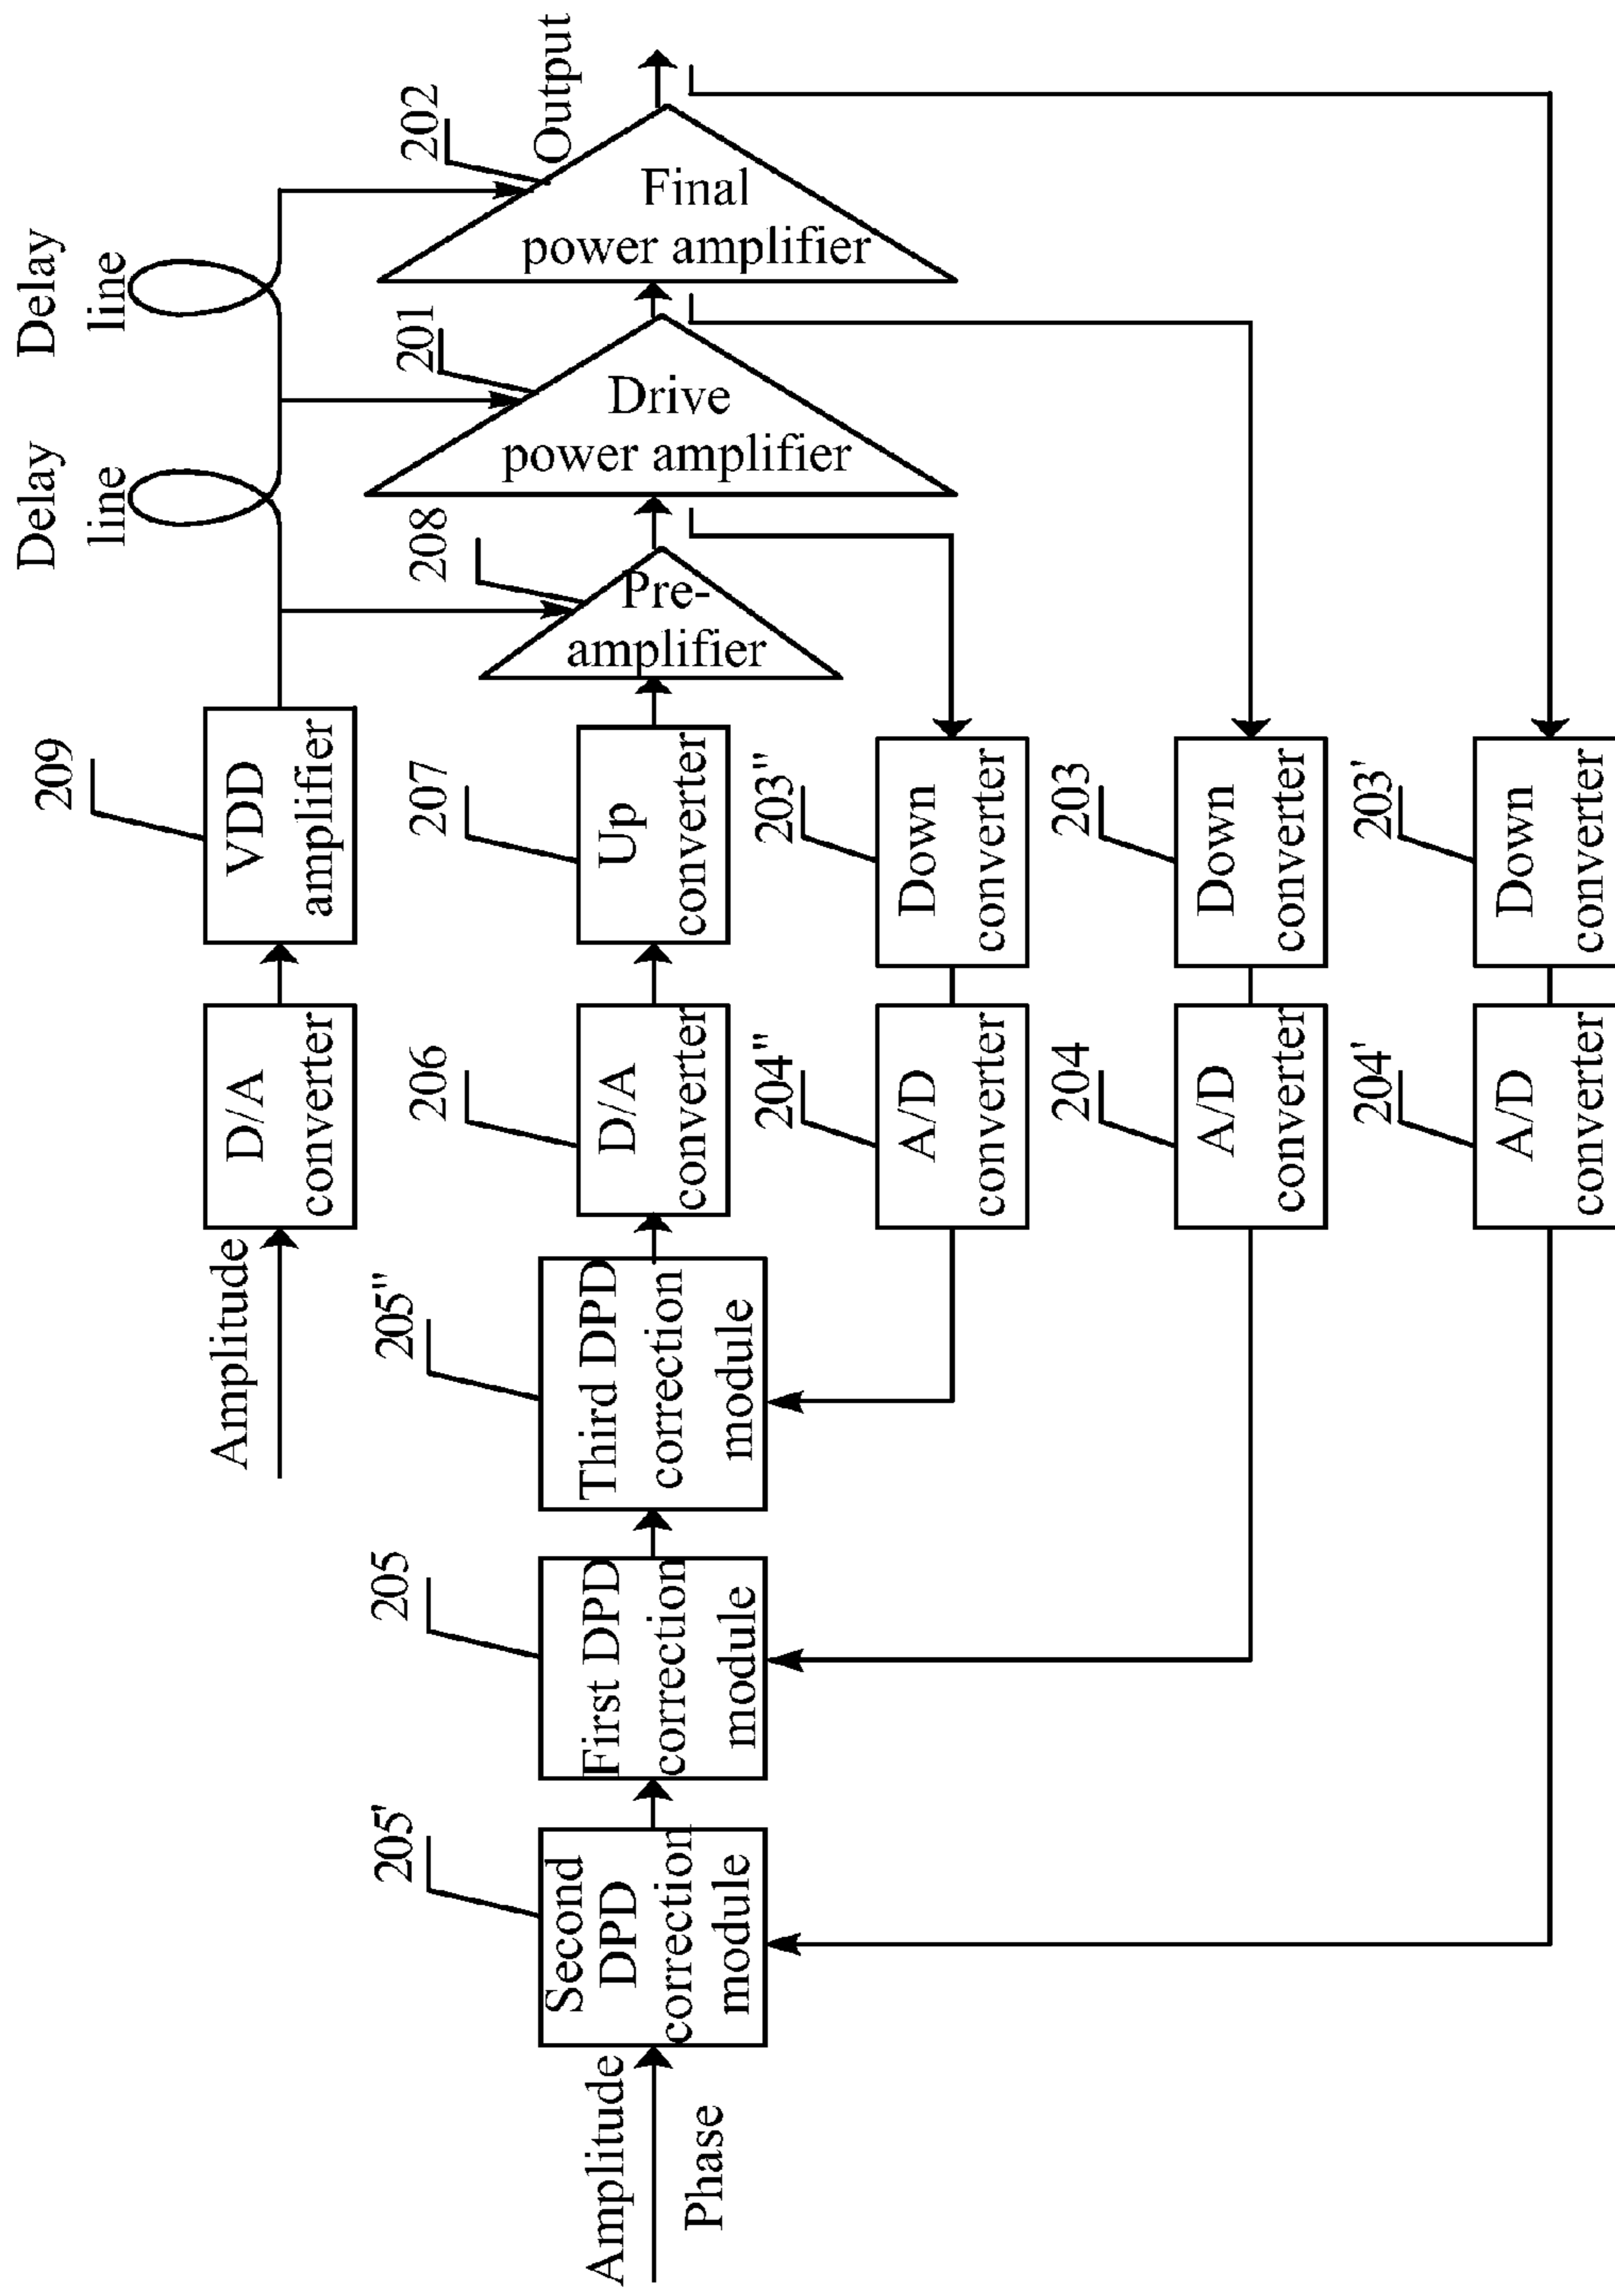 Delay
line
Delay
line
209
VDD
amplifier
D/A
converter
Amplitude
202
Output
Final
power amplifier
201
Drive
power amplifier
208
Pre-
amplifier
207
Up
converter
206
D/A
converter
205"
Third DPD
correction
module
205
First DPD
correction
module
205'
Second
DPD
correction
module
Amplitude
Phase
203"
Down
converter
204"
A/D
converter
203
Down
converter
204
A/D
converter
203'
Down
converter
204'
A/D
converter